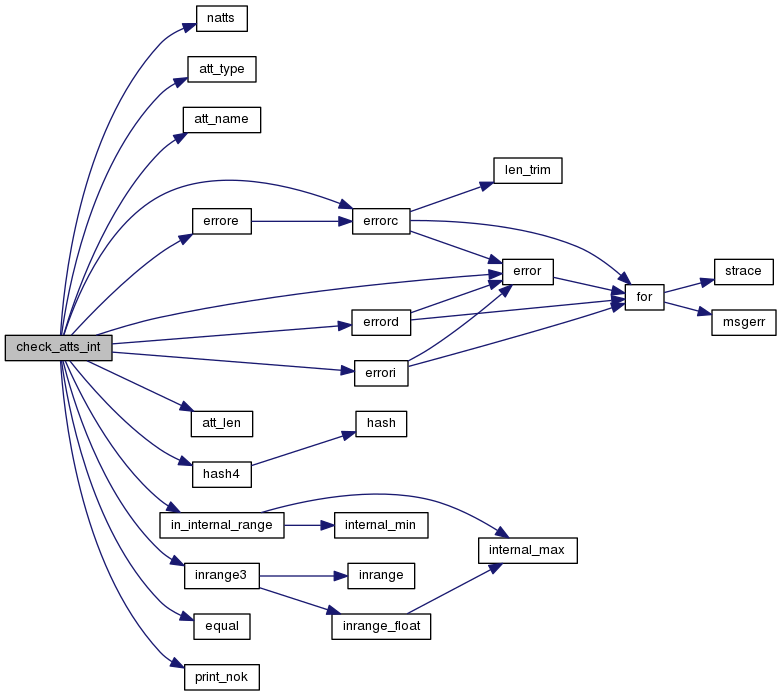 natts
att_type
att_name
len_trim
errore
errorc
error
strace
for
msgerr
errord
check_atts_int
errori
att_len
hash
hash4
in_internal_range
internal_min
internal_max
inrange3
inrange
equal
inrange_float
print_nok